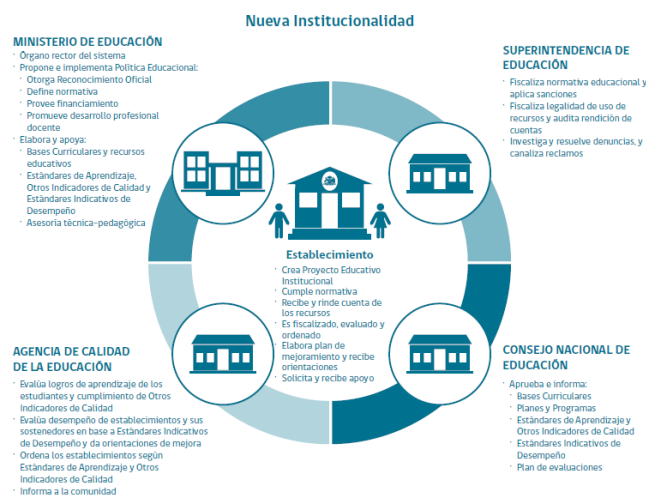 Nueva Institucionalidad
MINISTERIO DE EDUCACIÓN
· Órgano rector del sistema
· Propone e implementa Política Educacional:
· Otorga Reconocimiento Oficial
· Define normativa
· Provee financiamiento
· Promueve desarrollo profesional
docente
· Elabora y apoya:
· Bases Curriculares y recursos
educativos
· Estándares de Aprendizaje,
Otros Indicadores de Calidad y
Estándares Indicativos de
Desempeño
· Asesoría técnica-pedagógica
SUPERINTENDENCIA DE
EDUCACIÓN
· Fiscaliza normativa educacional y
aplica sanciones
· Fiscaliza legalidad de uso de
recursos y audita rendición de
cuentas
· Investiga y resuelve denuncias, y
canaliza reclamos
Establecimiento
· Crea Proyecto Educativo
Institucional
· Cumple normativa
· Recibe y rinde cuenta de
los recursos
· Es fiscalizado, evaluado y
ordenado
· Elabora plan de
mejoramiento y recibe
orientaciones
· Solicita y recibe apoyo
AGENCIA DE CALIDAD
DE LA EDUCACIÓN
· Evalúa logros de aprendizaje de los
estudiantes y cumplimiento de Otros
Indicadores de Calidad
· Evalúa desempeño de establecimientos y sus
sostenedores en base a Estándares Indicativos
de Desempeño y da orientaciones de mejora
· Ordena los establecimientos según
Estándares de Aprendizaje y Otros
Indicadores de Calidad
· Informa a la comunidad
CONSEJO NACIONAL DE
EDUCACIÓN
· Aprueba e informa:
· Bases Curriculares
· Planes y Programas
· Estándares de Aprendizaje y
Otros Indicadores de Calidad
· Estándares Indicativos de
Desempeño
· Plan de evaluaciones